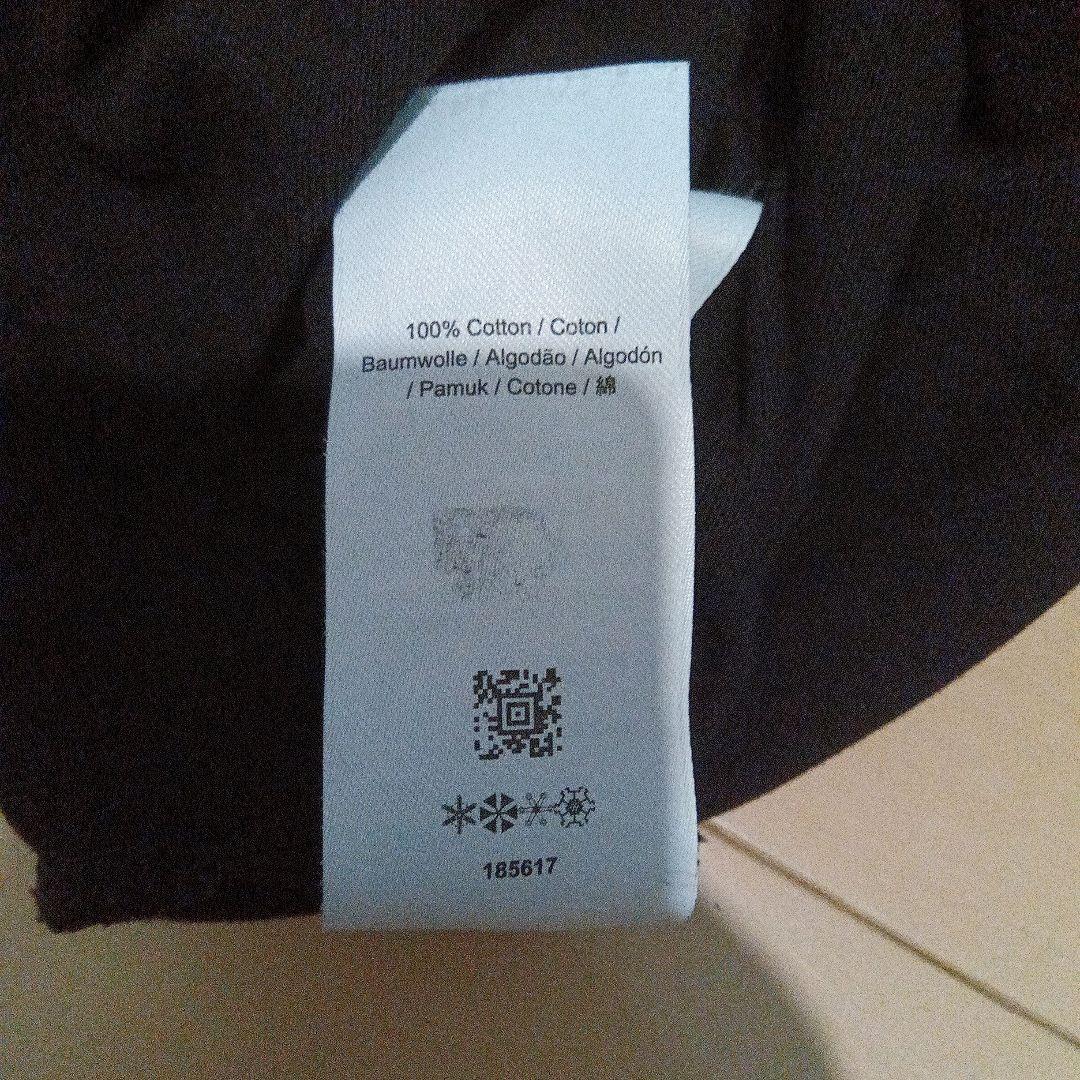 100% Cotton / Coton /
Baumwolle / Algodão / Algodón
/ Pamuk / Cotone / 綿
185617